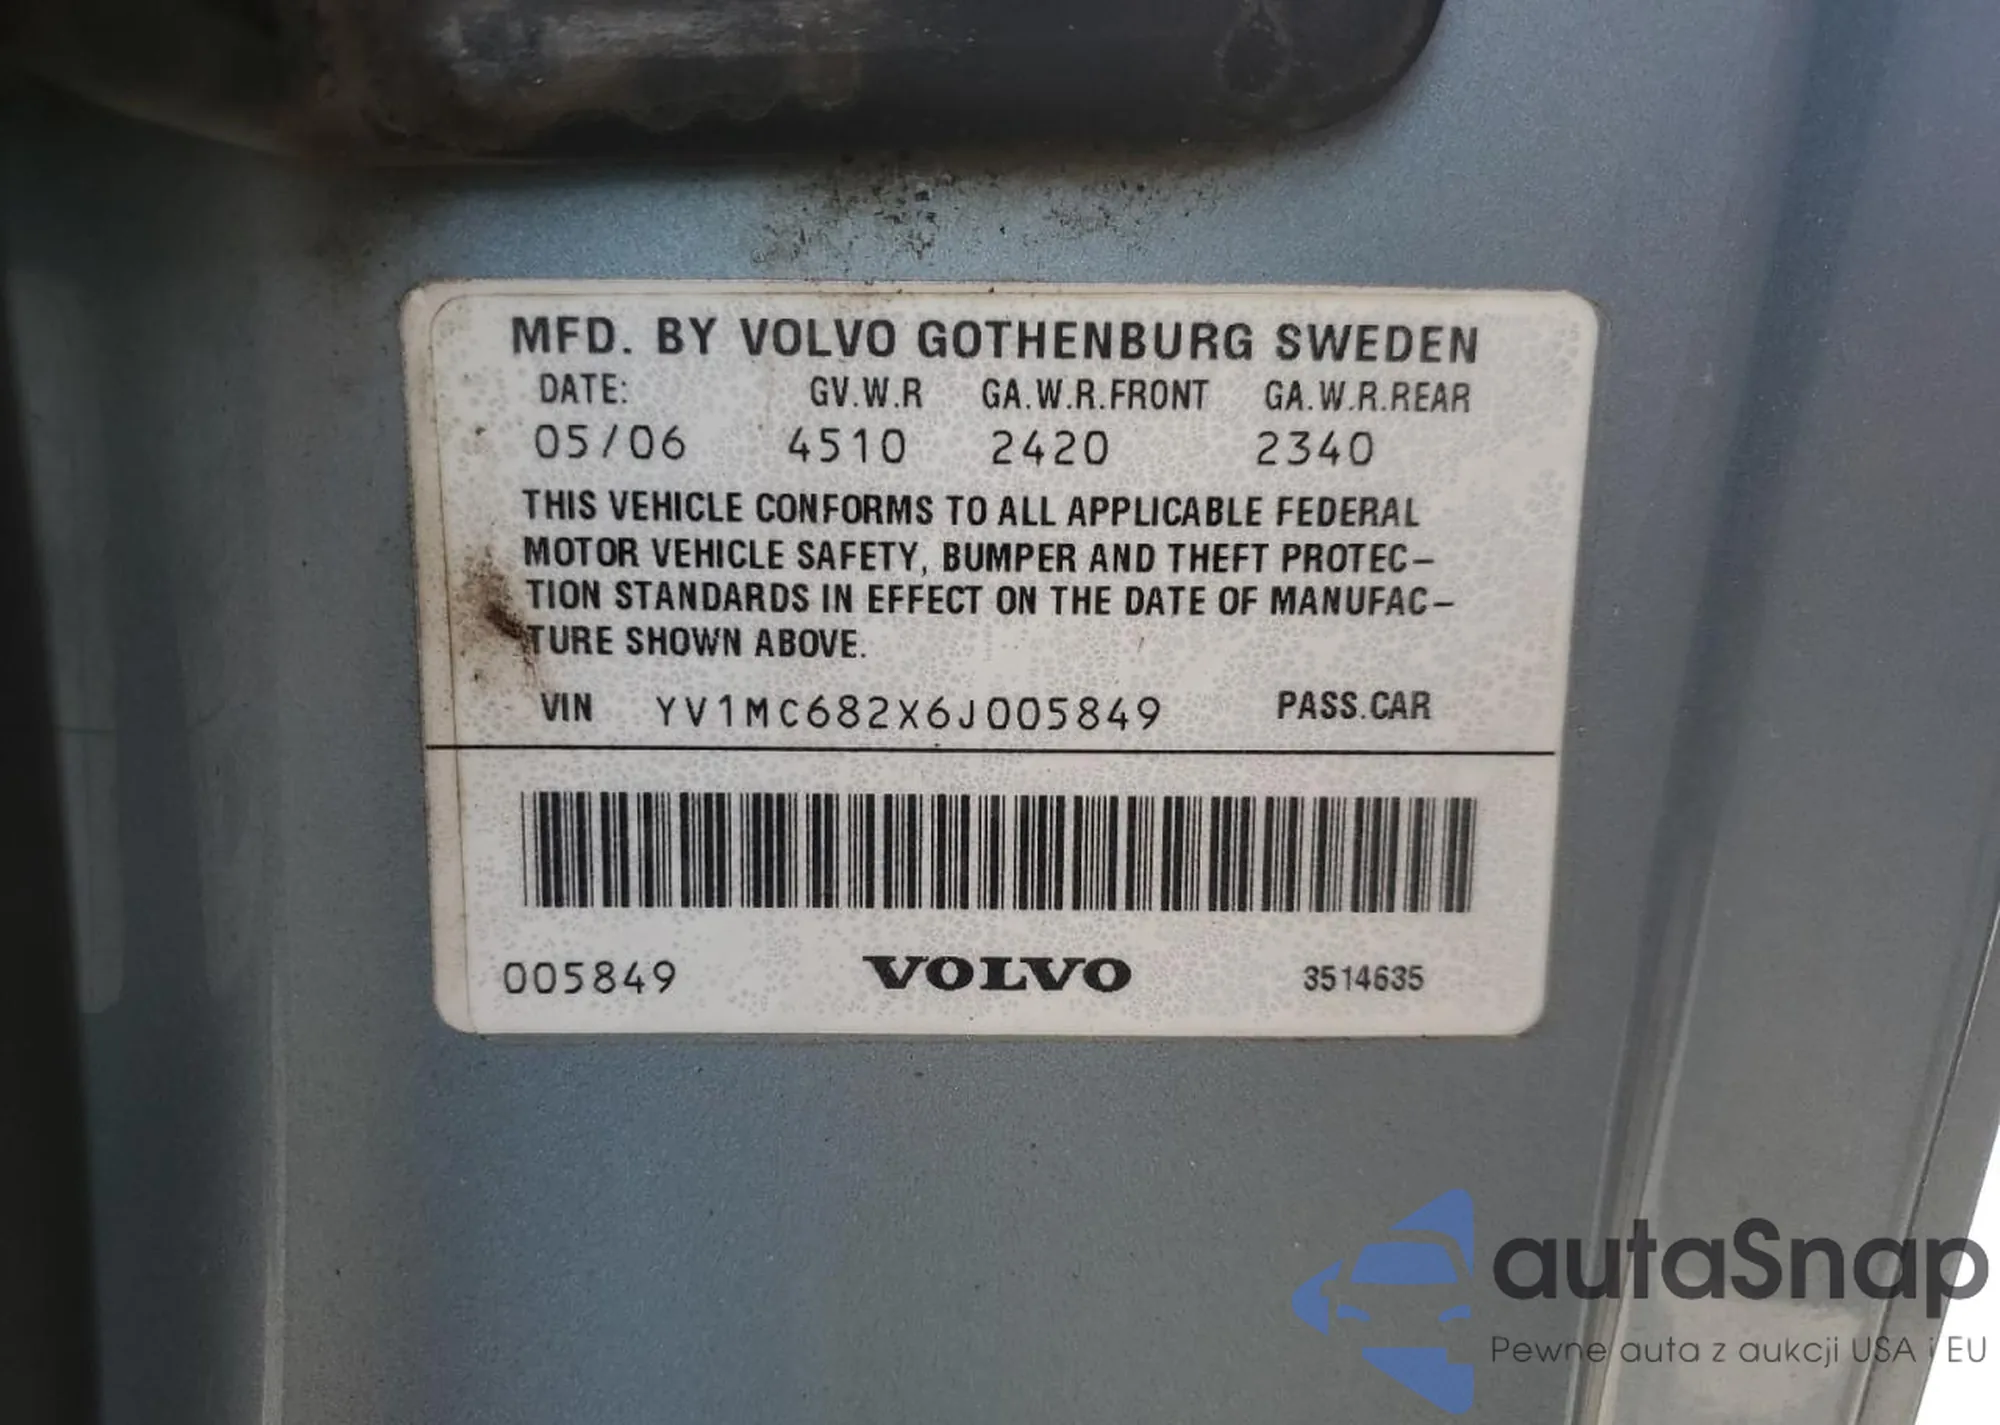 MFD. BY VOLVO GOTHENBURG SWEDEN
DATE: GV.W.R GA.W.R.FRONT GA.W.R.REAR
05/06 4510 2420 2340
THIS VEHICLE CONFORMS TO ALL APPLICABLE FEDERAL
MOTOR VEHICLE SAFETY, BUMPER AND THEFT PROTEC–
TION STANDARDS IN EFFECT ON THE DATE OF MANUFAC–
TURE SHOWN ABOVE.
VIN YV1MC682X6J005849 PASS.CAR
005849 VOLVO 3514635
autaSnap
Pewne auta z aukcji USA i EU